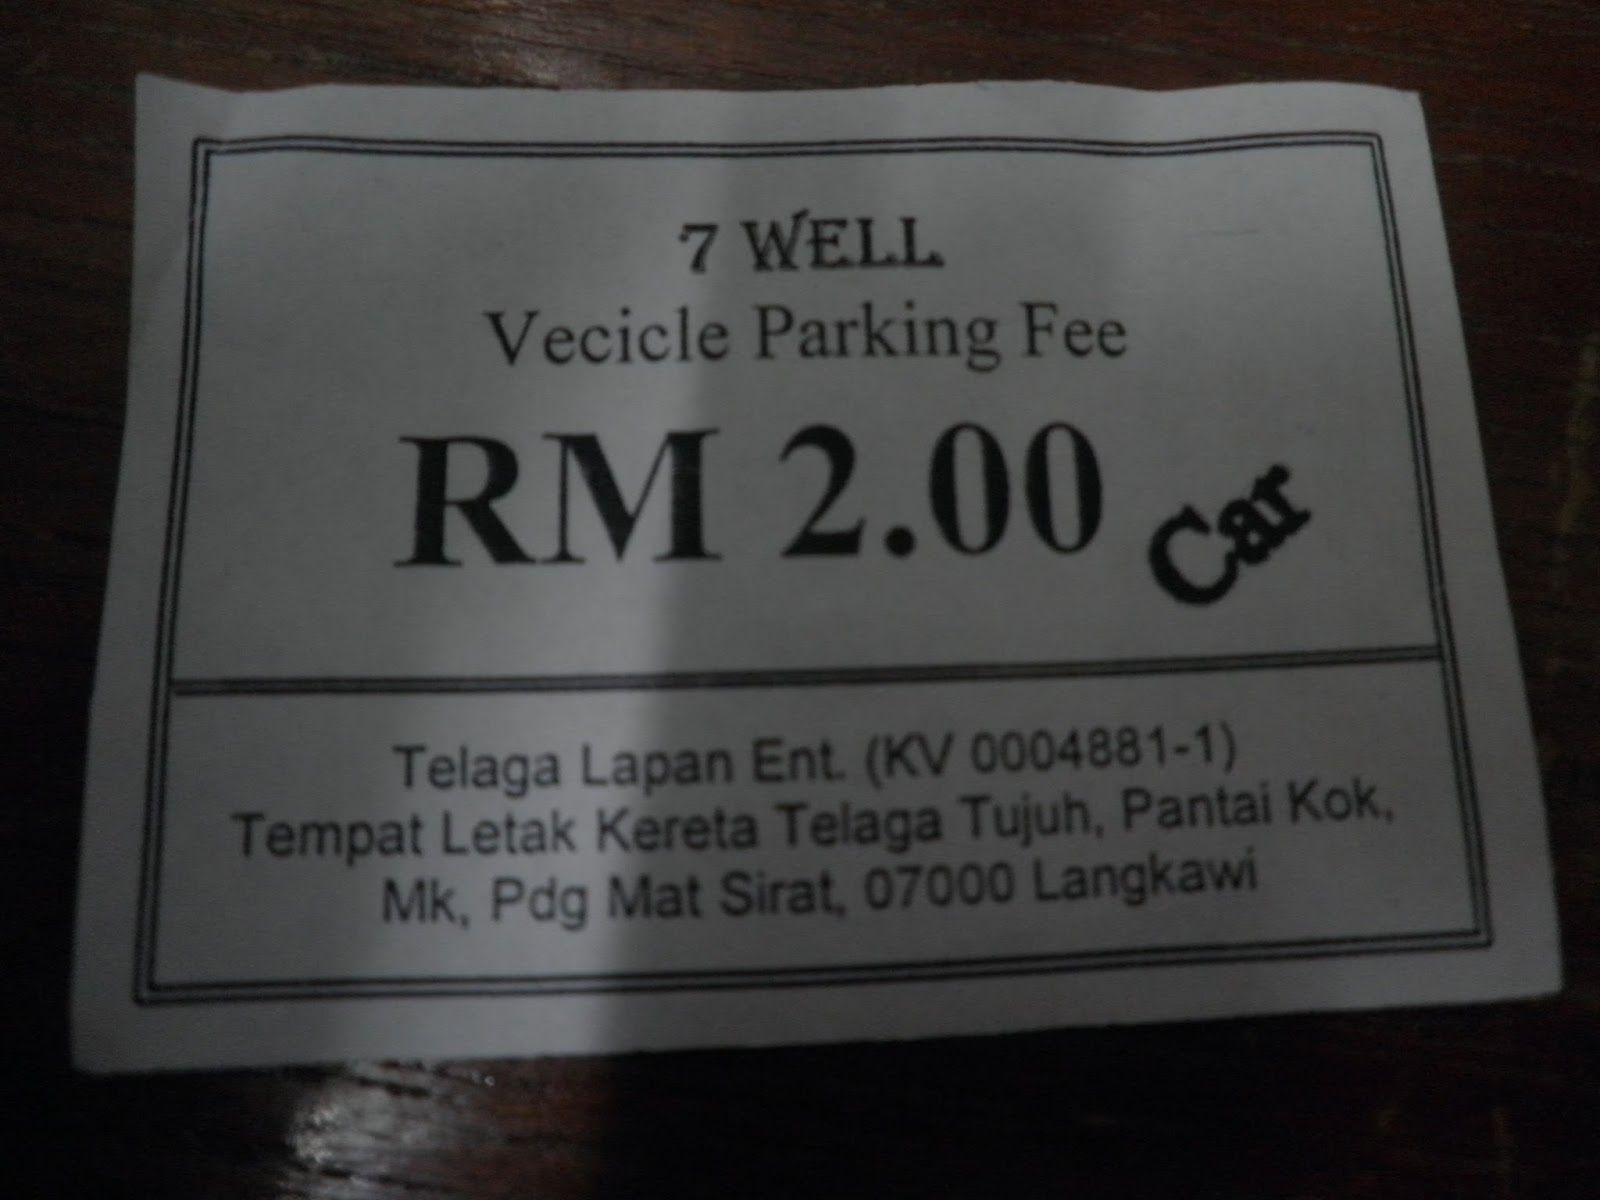 7 WELL
Vecicle Parking Fee
RM 2.00 Car
Telaga Lapan Ent. (KV 0004881-1)
Tempat Letak Kereta Telaga Tujuh, Pantai Kok,
Mk, Pdg Mat Sirat, 07000 Langkawi